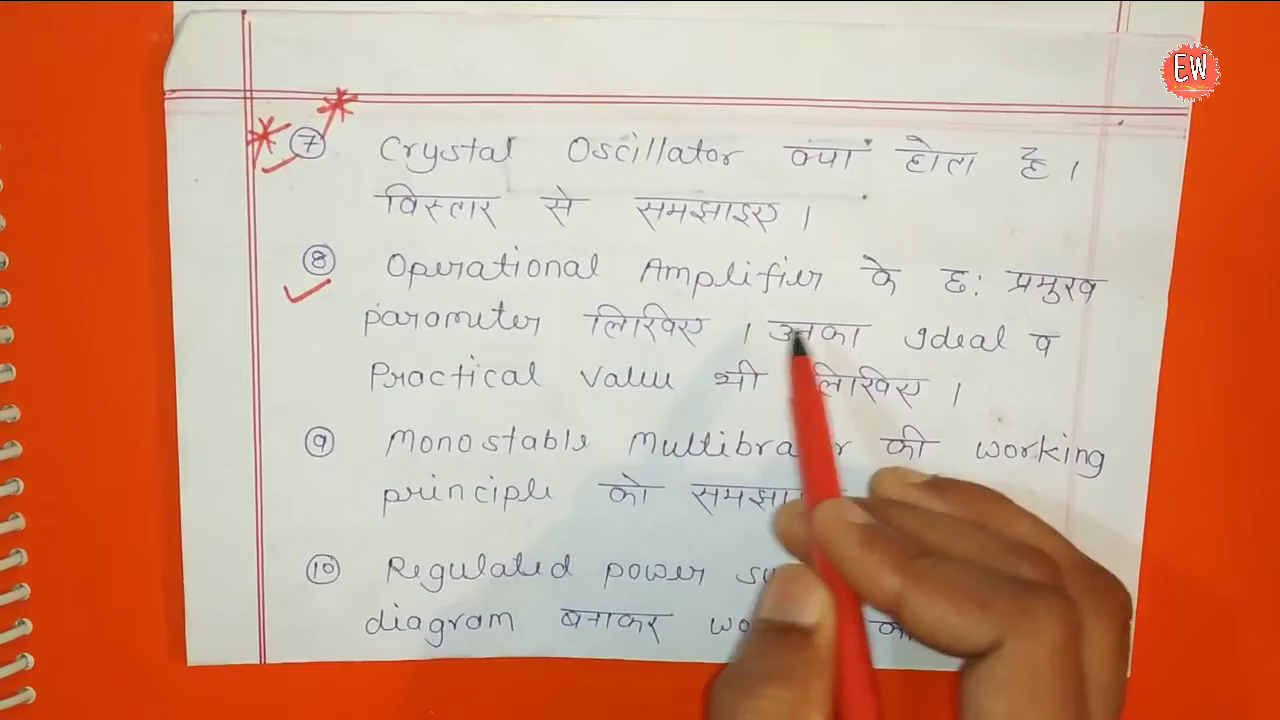 EW
⑦ Crystal Oscillator क्या होता है ।
विस्तार से समझाइए ।
⑧ Operational Amplifier के छः प्रमुख
parameter लिखिए । उनका Ideal व
Practical Value भी लिखिए ।
⑨ Monostable की working
principle को
⑩ Regulated power
diagram बनाकर